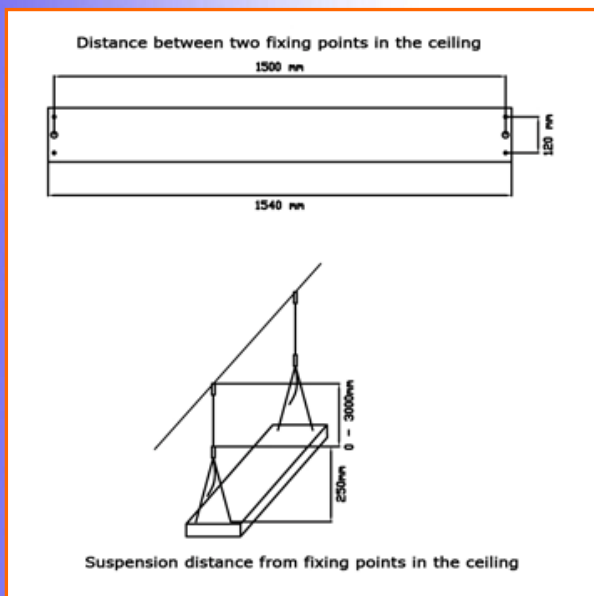 Distance between two fixing points in the ceiling
1500 mm
120 mm
1540 mm
0 - 3000mm
250mm
Suspension distance from fixing points in the ceiling